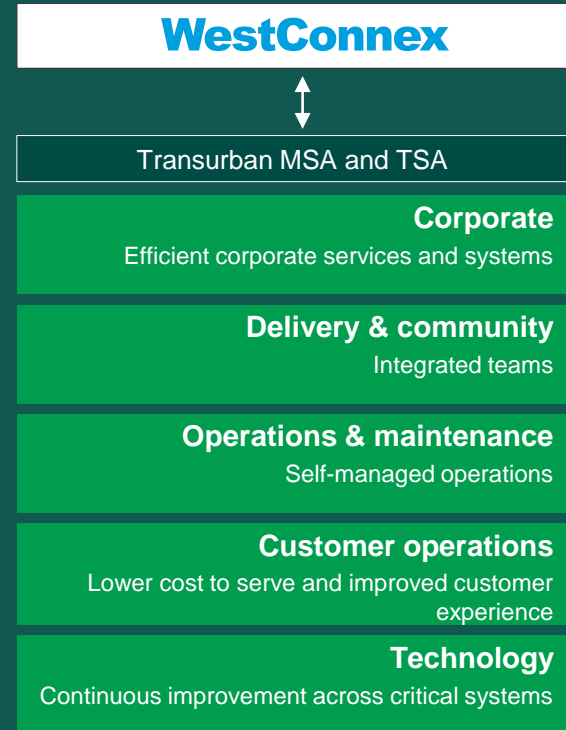 WestConnex
Transurban MSA and TSA
Corporate
Efficient corporate services and systems
Delivery & community
Integrated teams
Operations & maintenance
Self-managed operations
Customer operations
Lower cost to serve and improved customer
experience
Technology
Continuous improvement across critical systems